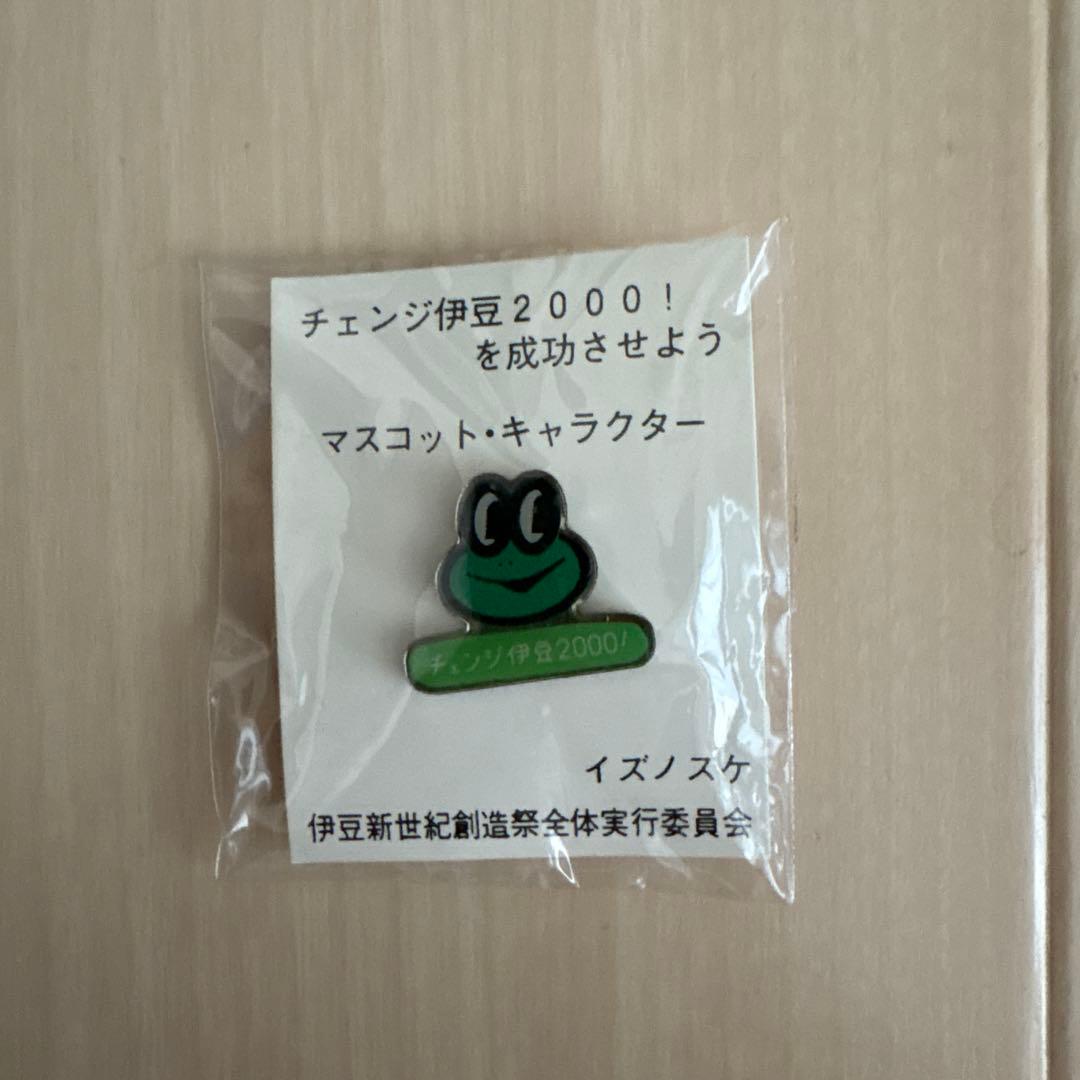 チェンジ伊豆2000!
を成功させよう
マスコット・キャラクター
チェンジ伊豆2000!
イズノスケ
伊豆新世紀創造祭全体実行委員会